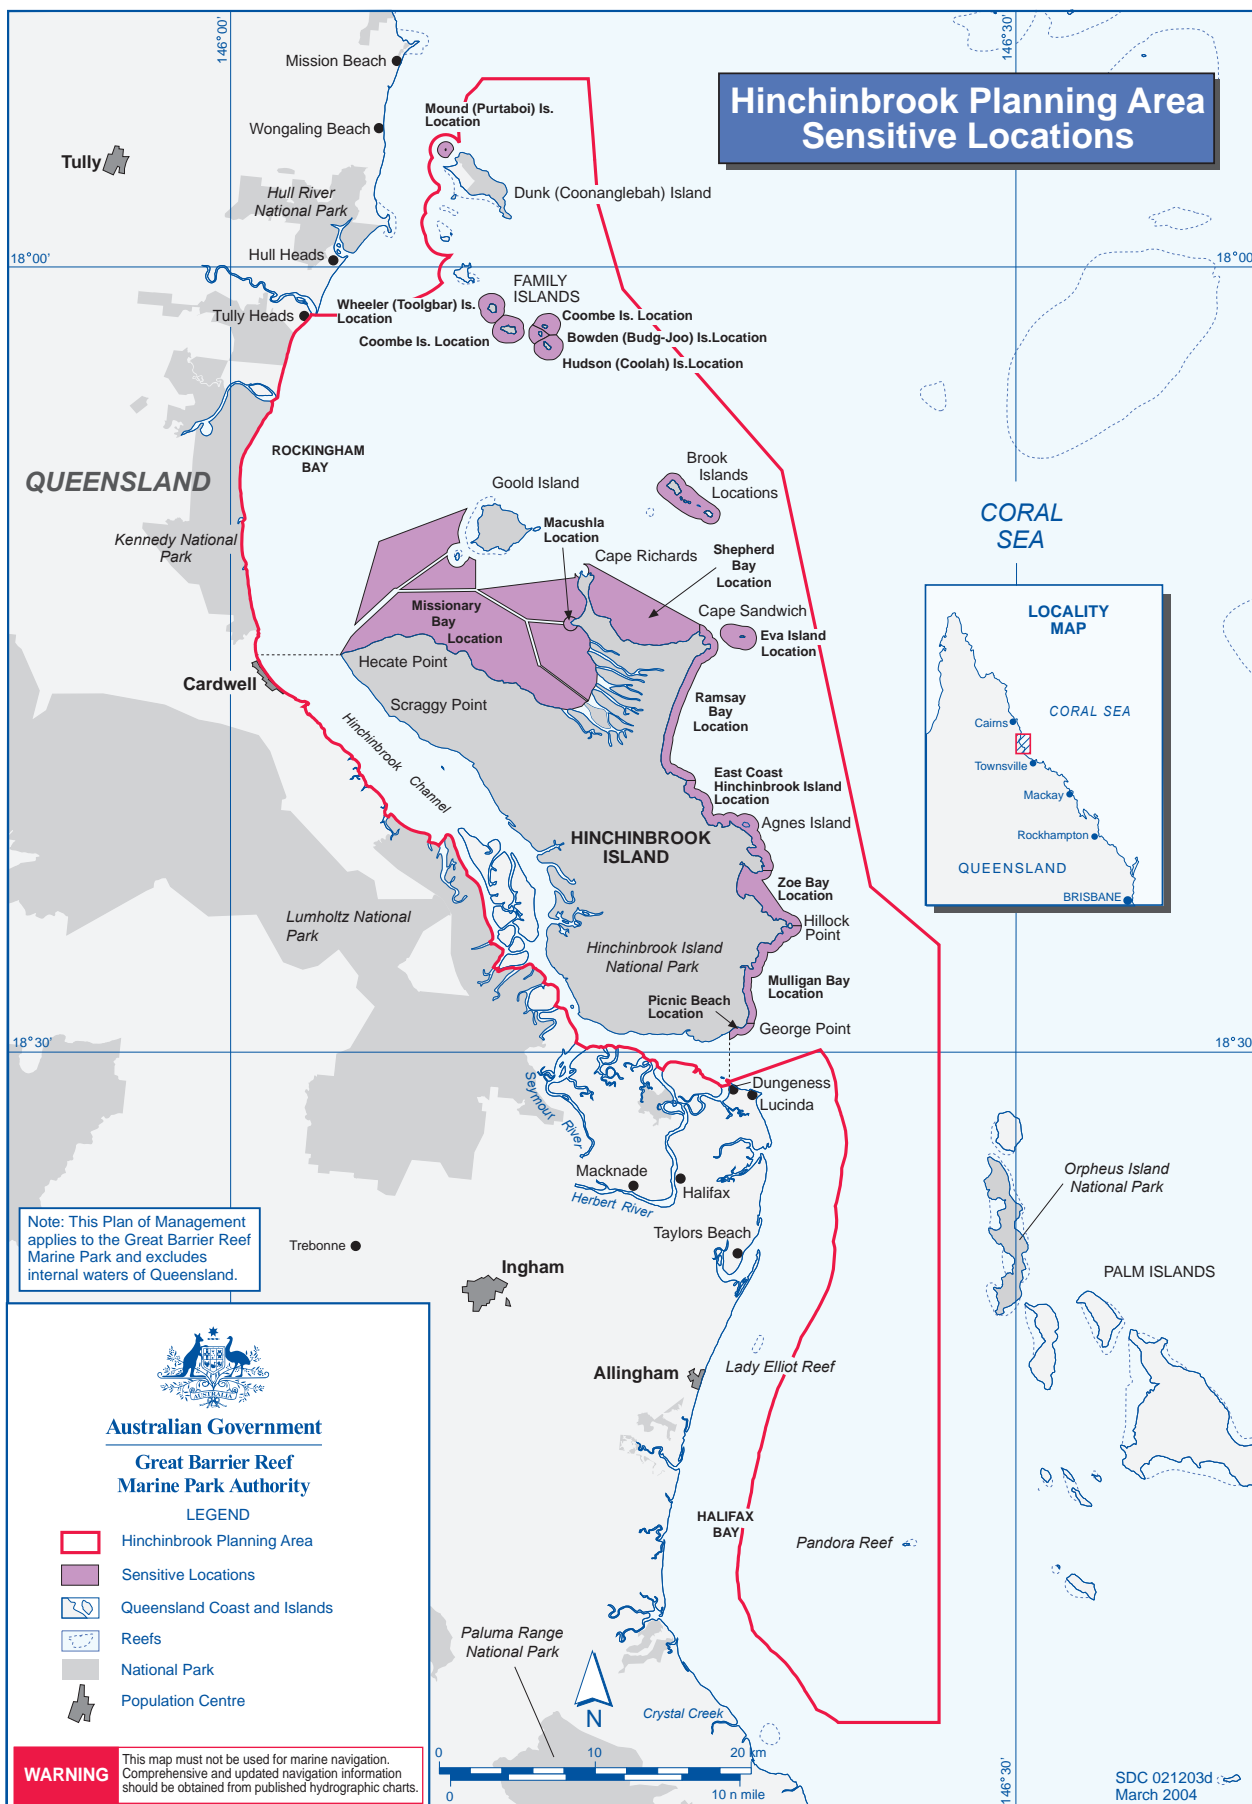 146°00'
146°30'
Mission Beach
Hinchinbrook Planning Area
Sensitive Locations
Mound (Purtaboi) Is.
Location
Wongaling Beach
Tully
Hull River
National Park
Dunk (Coonanglebah) Island
Hull Heads
18°00'
18°00'
FAMILY
ISLANDS
Wheeler (Toolgbar) Is.
Location
Tully Heads
Coombe Is. Location
Coombe Is. Location
Bowden (Budg-Joo) Is.Location
Hudson (Coolah) Is.Location
ROCKINGHAM
BAY
QUEENSLAND
Brook
Islands
Locations
Goold Island
CORAL
SEA
Macushla
Location
Kennedy National
Park
Cape Richards
Shepherd
Bay
Location
Missionary
Bay
Location
Cape Sandwich
Eva Island
Location
Hecate Point
Cardwell
Scraggy Point
Ramsay
Bay
Location
Hinchinbrook Channel
East Coast
Hinchinbrook Island
Location
Agnes Island
HINCHINBROOK
ISLAND
Zoe Bay
Location
Lumholtz National
Park
Hillock
Point
Hinchinbrook Island
National Park
Mulligan Bay
Location
Picnic Beach
Location
George Point
LOCALITY
MAP
CORAL SEA
Cairns
Townsville
Mackay
Rockhampton
QUEENSLAND
BRISBANE
18°30'
18°30'
Dungeness
Lucinda
Seymour River
Macknade
Halifax
Herbert River
Orpheus Island
National Park
Taylors Beach
Trebonne
Ingham
PALM ISLANDS
Lady Elliot Reef
Allingham
HALIFAX
BAY
Pandora Reef
Paluma Range
National Park
Crystal Creek
N
0
10
20 km
0
10 n mile
146°30'
SDC 021203d
March 2004
Note: This Plan of Management
applies to the Great Barrier Reef
Marine Park and excludes
internal waters of Queensland.
AUSTRALIA
Australian Government
Great Barrier Reef
Marine Park Authority
LEGEND
Hinchinbrook Planning Area
Sensitive Locations
Queensland Coast and Islands
Reefs
National Park
Population Centre
WARNING
This map must not be used for marine navigation.
Comprehensive and updated navigation information
should be obtained from published hydrographic charts.